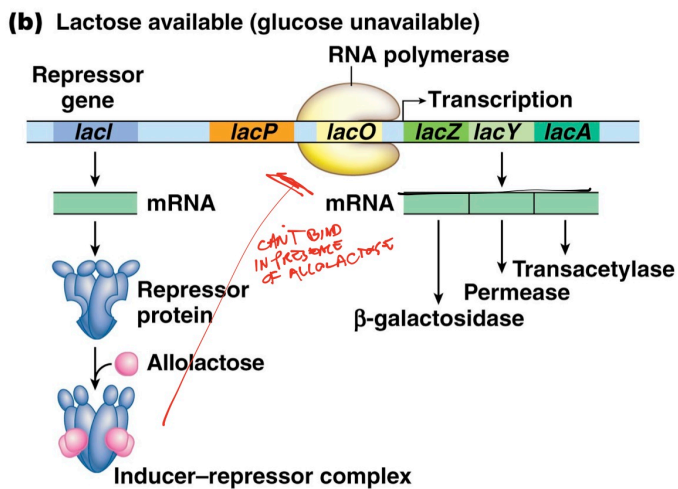 (b) Lactose available (glucose unavailable)
RNA polymerase
Repressor
gene
Transcription
lacI
lacP
lacO
lacZ
lacY
lacA
mRNA
mRNA
CAN'T BIND
IN PRESENCE
OF ALLOLACTOSE
Repressor
protein
Transacetylase
Permease
β-galactosidase
Allolactose
Inducer–repressor complex